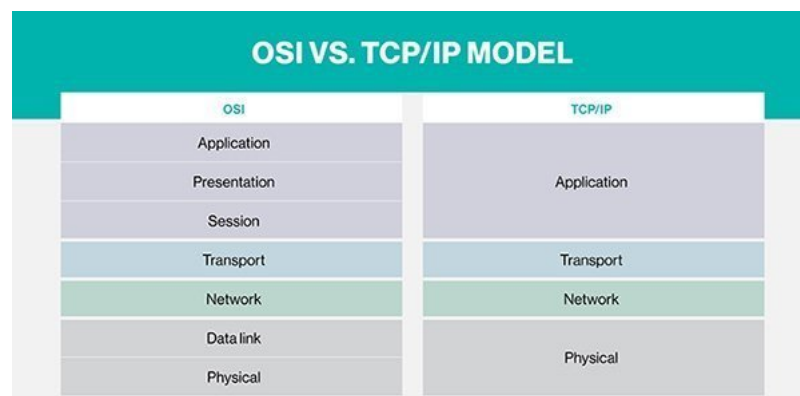 OSI VS. TCP/IP MODEL
OSI
TCP/IP
Application
Presentation
Session
Application
Transport
Transport
Network
Network
Data link
Physical
Physical